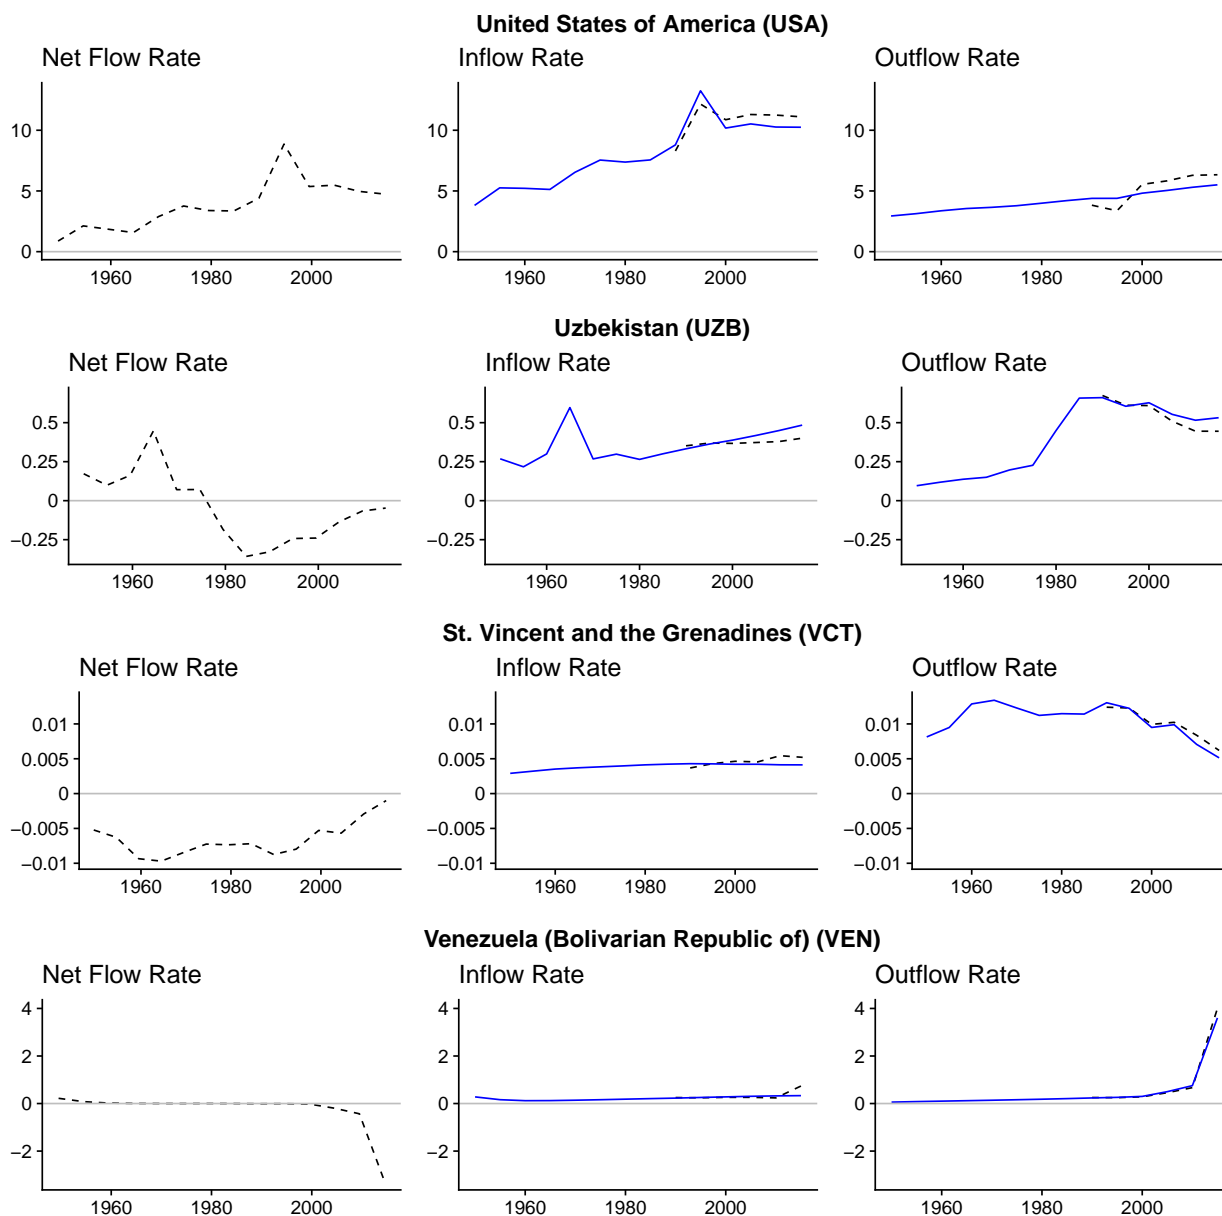 United States of America (USA)
Net Flow Rate
Inflow Rate
Outflow Rate
10
5
0
1960 1980 2000
10
5
0
1960 1980 2000
10
5
0
1960 1980 2000
Uzbekistan (UZB)
Net Flow Rate
Inflow Rate
Outflow Rate
0.5
0.25
0
−0.25
1960 1980 2000
0.5
0.25
0
−0.25
1960 1980 2000
0.5
0.25
0
−0.25
1960 1980 2000
St. Vincent and the Grenadines (VCT)
Net Flow Rate
Inflow Rate
Outflow Rate
0.01
0.005
0
−0.005
−0.01
1960 1980 2000
0.01
0.005
0
−0.005
−0.01
1960 1980 2000
0.01
0.005
0
−0.005
−0.01
1960 1980 2000
Venezuela (Bolivarian Republic of) (VEN)
Net Flow Rate
Inflow Rate
Outflow Rate
4
2
0
−2
1960 1980 2000
4
2
0
−2
1960 1980 2000
4
2
0
−2
1960 1980 2000